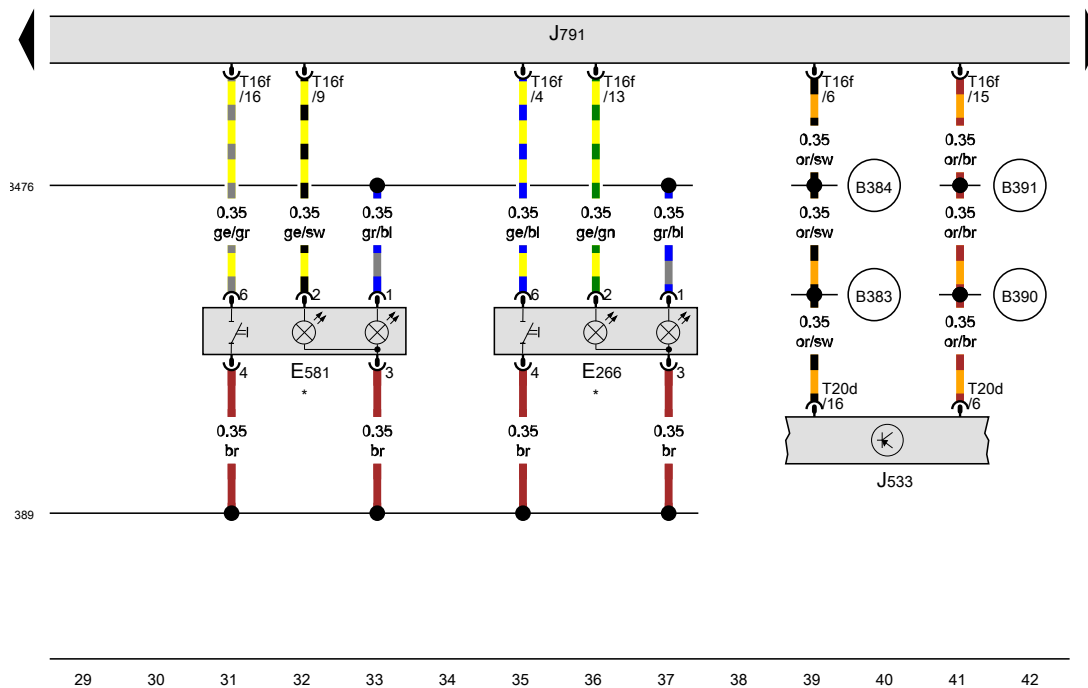 J791
T16f T16f T16f T16f T16f T16f
/16 /9 /4 /13 /6 /15
0.35 0.35
or/sw or/br
3476 B384 B391
0.35 0.35 0.35 0.35 0.35 0.35 0.35 0.35
ge/gr ge/sw gr/bl ge/bl ge/gn gr/bl or/sw or/br
6 2 1 6 2 1 B383 B390
0.35 0.35
or/sw or/br
4 E581 3 4 E266 3
* *
T20d T20d
/16 /6
0.35 0.35 0.35 0.35
br br br br
J533
389
29 30 31 32 33 34 35 36 37 38 39 40 41 42